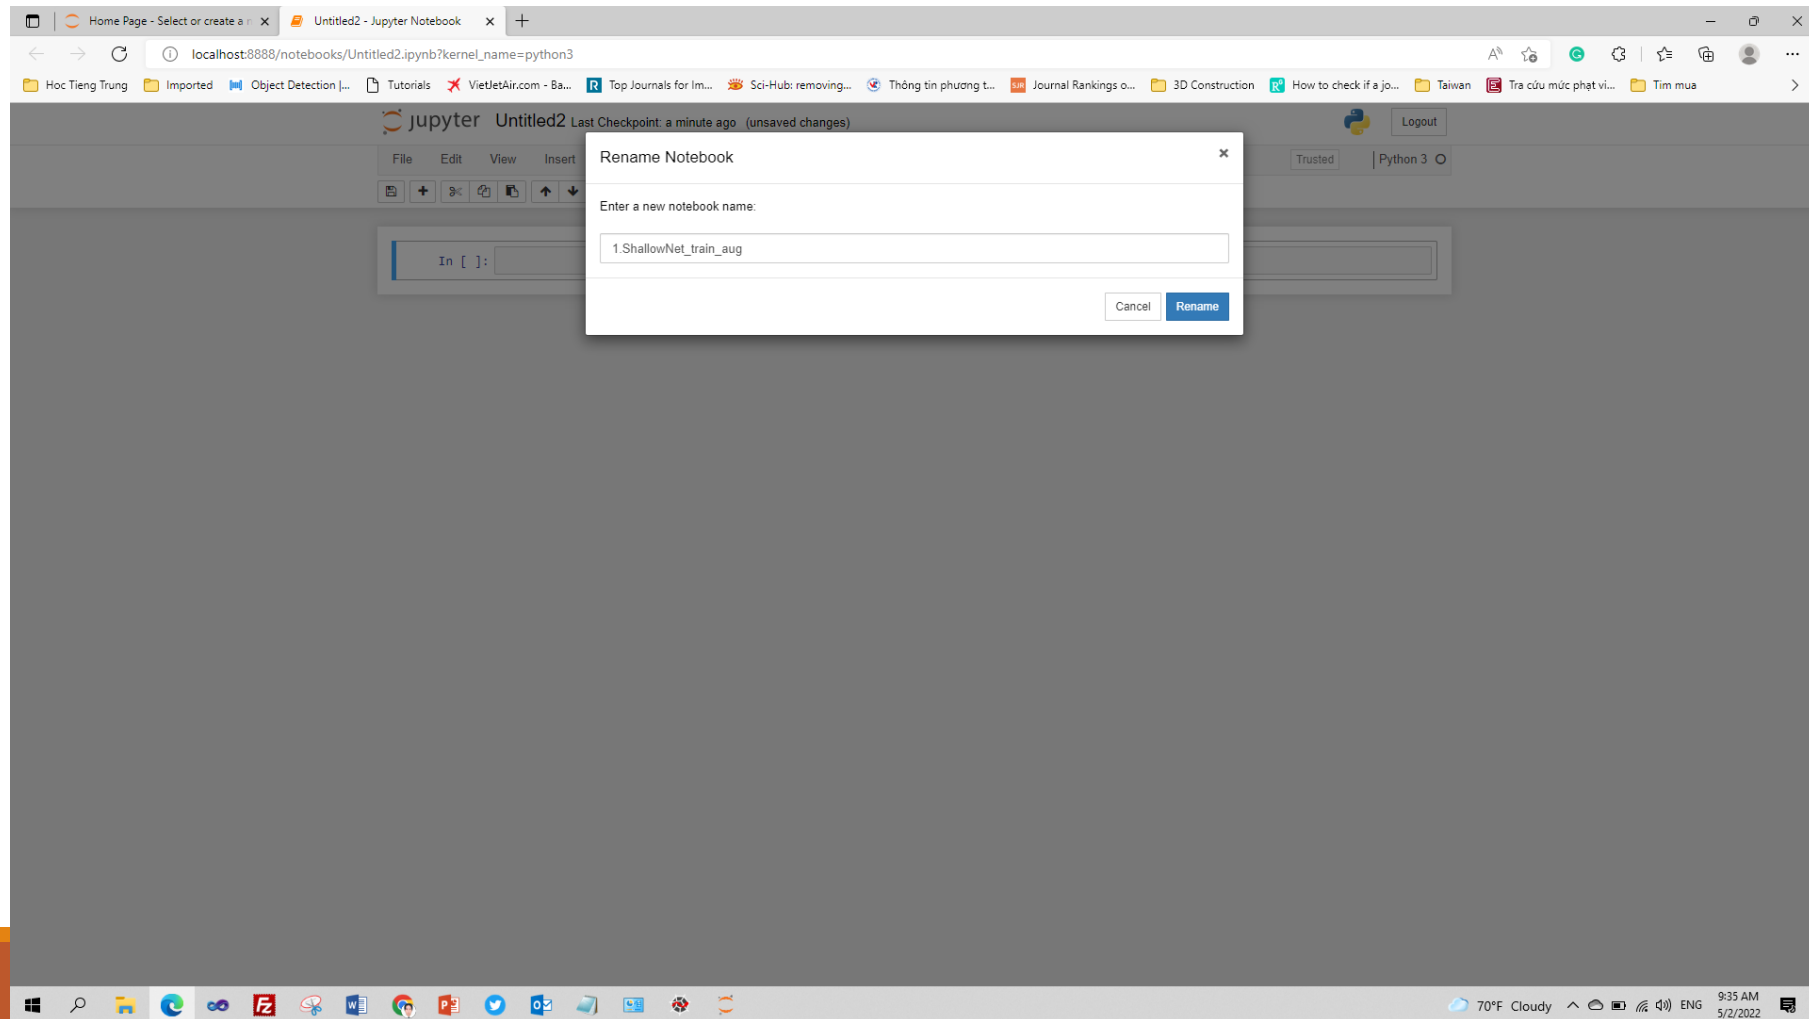 Home Page - Select or create a n
Untitled2 - Jupyter Notebook
localhost:8888/notebooks/Untitled2.ipynb?kernel_name=python3
Hoc Tieng Trung Imported Object Detection |... Tutorials VietJetAir.com - Ba... Top Journals for Im... Sci-Hub: removing... Thông tin phương t... Journal Rankings o... 3D Construction How to check if a jo... Taiwan Tra cứu mức phạt vi... Tim mua
jupyter Untitled2 Last Checkpoint: a minute ago (unsaved changes) Logout
File Edit View Insert Trusted Python 3
Rename Notebook
Enter a new notebook name:
1.ShallowNet_train_aug
In [ ]:
Cancel Rename
70°F Cloudy ENG 9:35 AM
5/2/2022